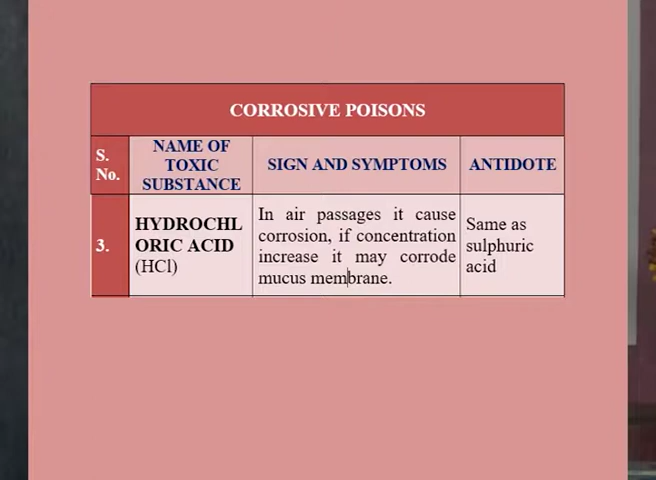 CORROSIVE POISONS
S.
No.
NAME OF
TOXIC
SUBSTANCE
SIGN AND SYMPTOMS
ANTIDOTE
3.
HYDROCHL
ORIC ACID
(HCl)
In air passages it cause
corrosion, if concentration
increase it may corrode
mucus membrane.
Same as
sulphuric
acid